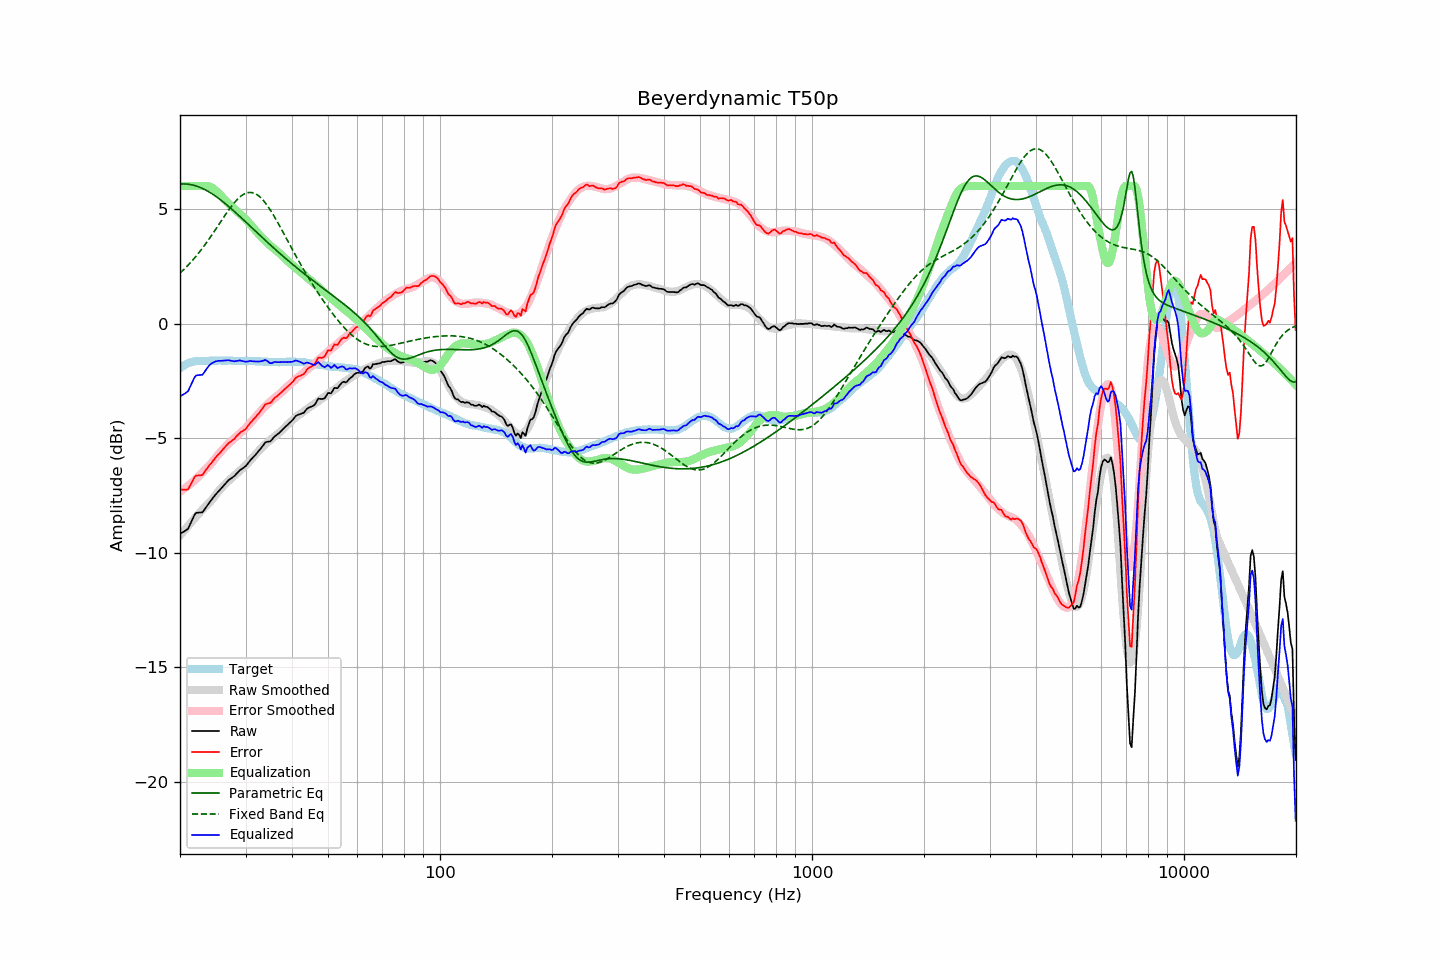 Beyerdynamic T50p
Amplitude (dBr)
5
0
−5
−10
−15
−20
Target
Raw Smoothed
Error Smoothed
Raw
Error
Equalization
Parametric Eq
Fixed Band Eq
Equalized
100
1000
10000
Frequency (Hz)